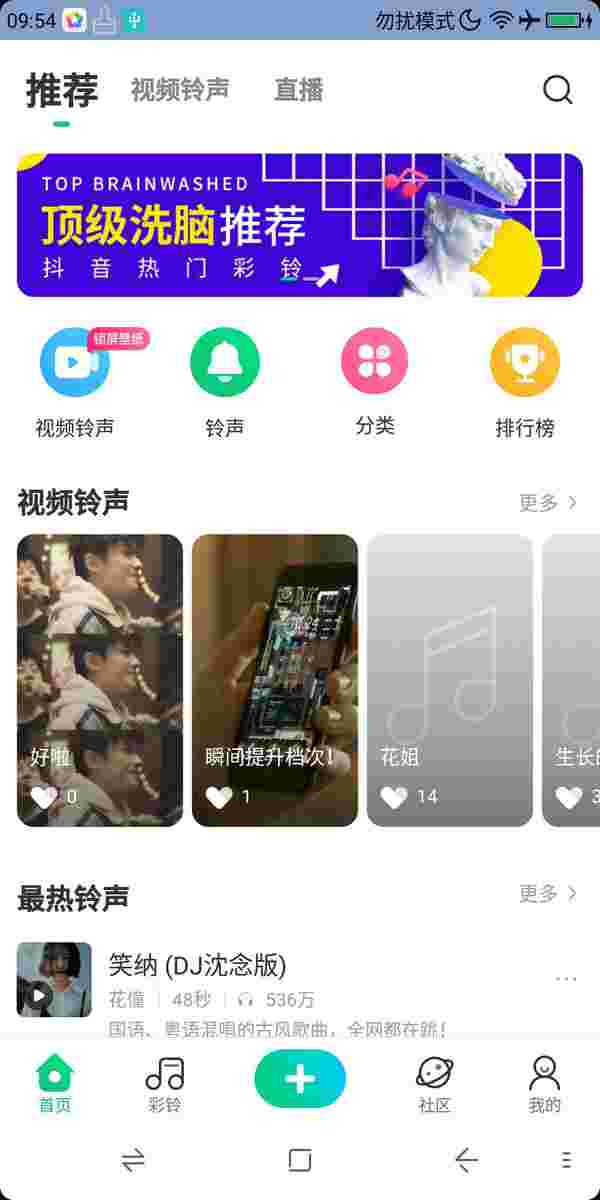 09:54
勿扰模式
推荐
视频铃声
直播
TOP BRAINWASHED
顶级洗脑推荐
抖音热门彩铃
锁屏壁纸
视频铃声
铃声
分类
排行榜
视频铃声
更多
好啦
0
瞬间提升档次！
1
花姐
14
生长的
3
最热铃声
更多
笑纳 (DJ沈念版)
花僮 48秒 536万
国语、粤语混唱的古风歌曲，全网都在跳！
首页
彩铃
社区
我的